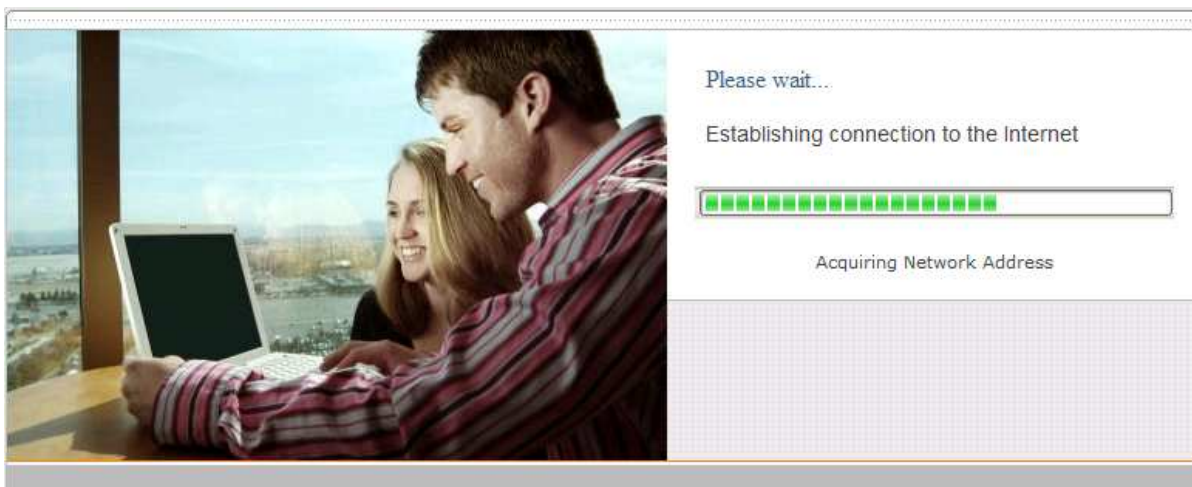 Please wait...
Establishing connection to the Internet
Acquiring Network Address